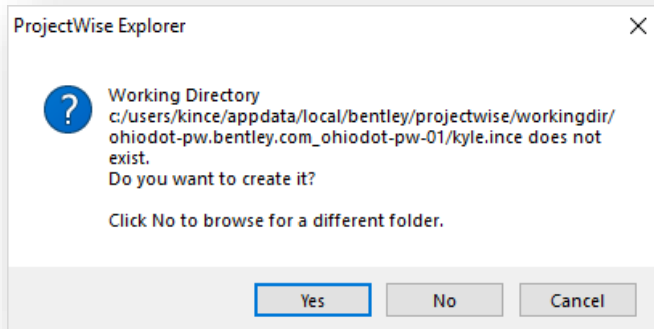 ProjectWise Explorer
Working Directory
c:/users/kince/appdata/local/bentley/projectwise/workingdir/
ohiodot-pw.bentley.com_ohiodot-pw-01/kyle.ince does not
exist.
Do you want to create it?
Click No to browse for a different folder.
Yes
No
Cancel